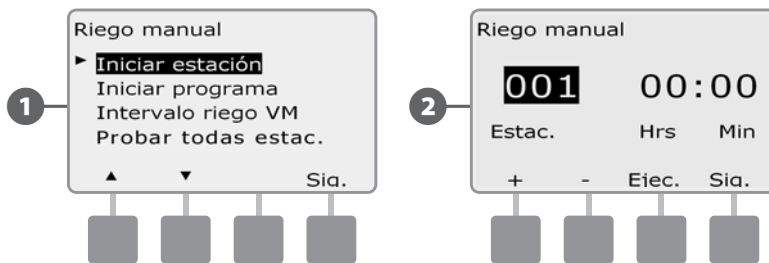 1
Riego manual
► Iniciar estación
Iniciar programa
Intervalo riego VM
Probar todas estac.
▲ ▼ Sig.
2
Riego manual
001 00:00
Estac. Hrs Min
+ - Ejec. Sig.